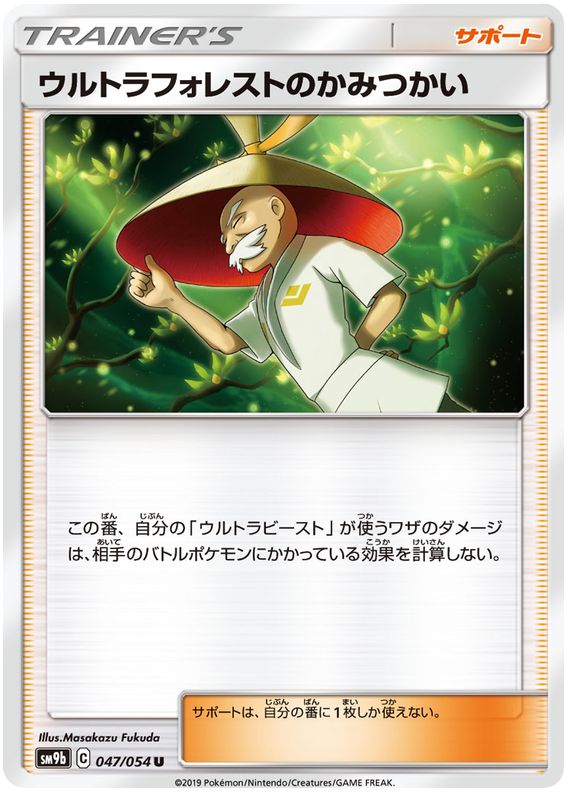 TRAINER'S
サポート
ウルトラフォレストのかみつかい
この番、自分の「ウルトラビースト」が使うワザのダメージ
は、相手のバトルポケモンにかかっている効果を計算しない。
サポートは、自分の番に1枚しか使えない。
Illus.Masakazu Fukuda
sm9b C 047/054 U
©2019 Pokémon/Nintendo/Creatures/GAME FREAK.